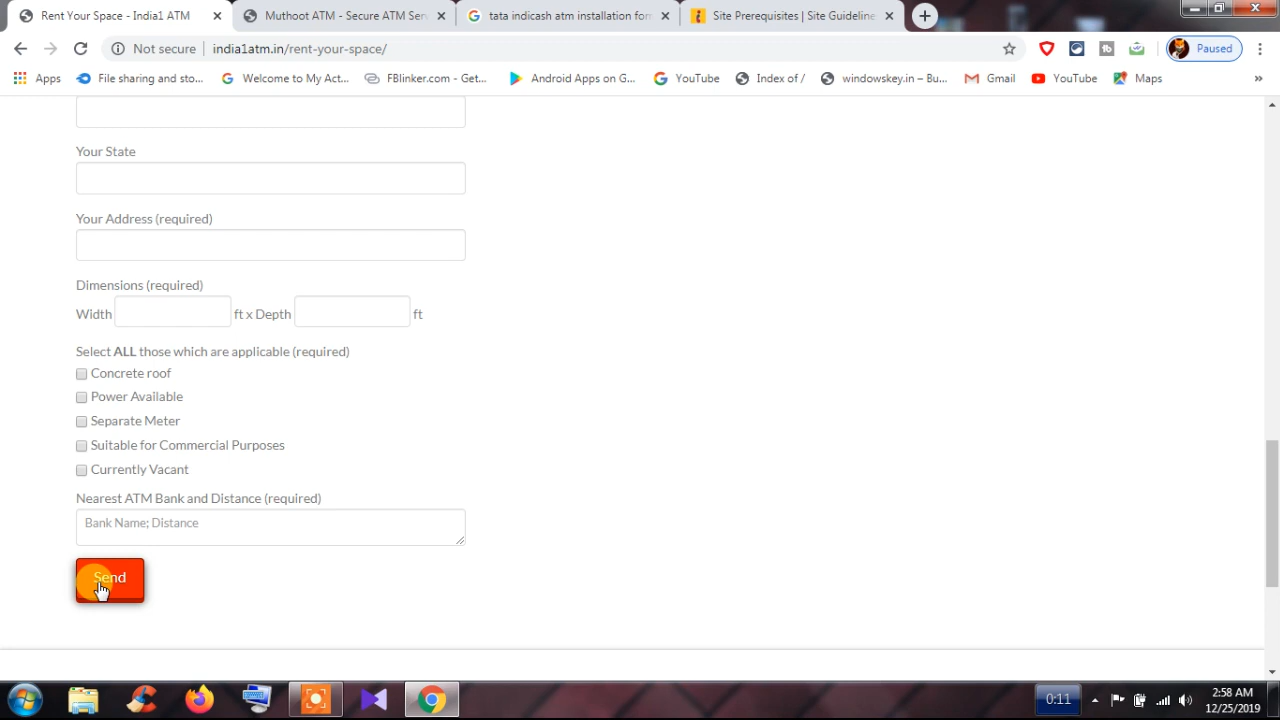 Rent Your Space - India1 ATM
Muthoot ATM - Secure ATM Serv
tata indicash atm installation for
Site Prerequisites | Site Guideline
Not secure
india1atm.in/rent-your-space/
Paused
Apps
File sharing and sto...
Welcome to My Act...
FBlinker.com - Get...
Android Apps on G...
YouTube
Index of /
windowskey.in – Bu...
Gmail
YouTube
Maps
»
Your State
Your Address (required)
Dimensions (required)
Width ft x Depth ft
Select ALL those which are applicable (required)
Concrete roof
Power Available
Separate Meter
Suitable for Commercial Purposes
Currently Vacant
Nearest ATM Bank and Distance (required)
Bank Name; Distance
Send
0:11
2:58 AM
12/25/2019